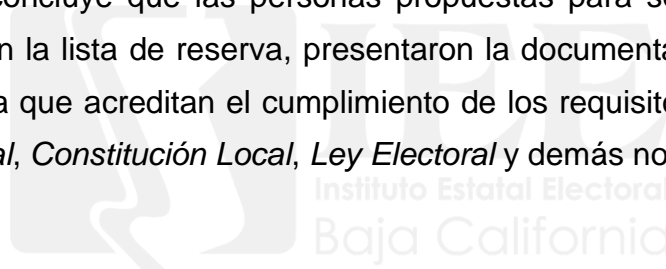 concluye que las personas propuestas para s
n la lista de reserva, presentaron la documenta
a que acreditan el cumplimiento de los requisito
al, Constitución Local, Ley Electoral y demás no
IEE
Instituto Estatal Electoral
Baja California